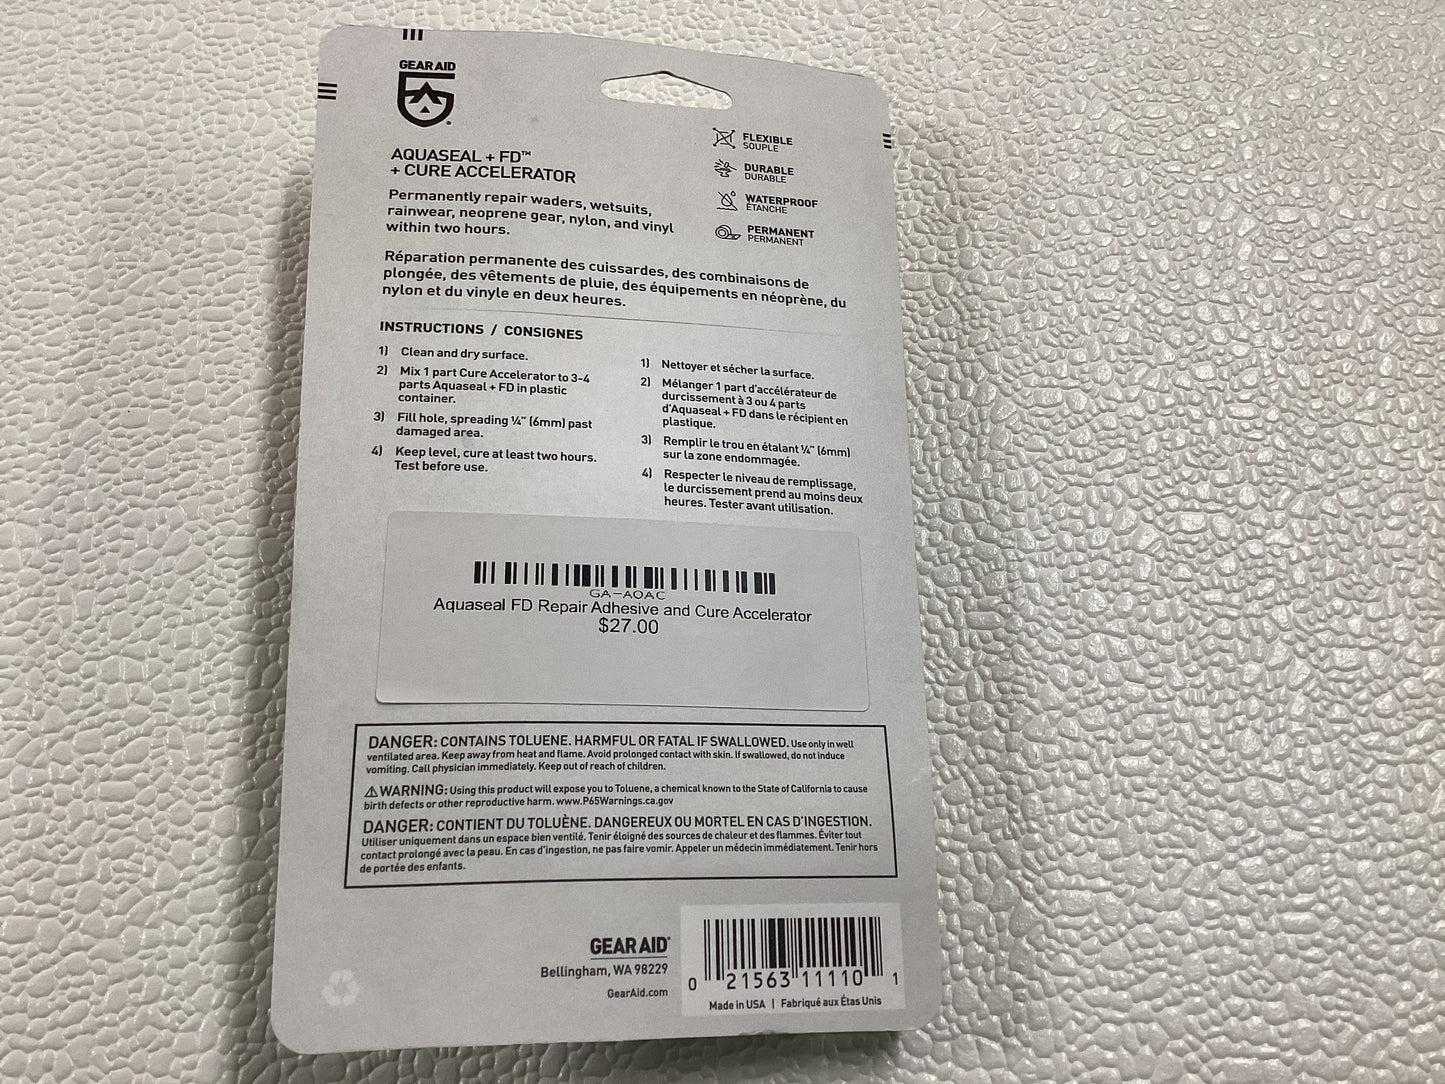 GEAR AID
AQUASEAL + FD™
+ CURE ACCELERATOR
Permanently repair waders, wetsuits,
rainwear, neoprene gear, nylon, and vinyl
within two hours.
FLEXIBLE
SOUPLE
DURABLE
DURABLE
WATERPROOF
ÉTANCHE
PERMANENT
PERMANENT
Réparation permanente des cuissardes, des combinaisons de
plongée, des vêtements de pluie, des équipements en néoprène, du
nylon et du vinyle en deux heures.
INSTRUCTIONS / CONSIGNES
1) Clean and dry surface.
2) Mix 1 part Cure Accelerator to 3-4
parts Aquaseal + FD in plastic
container.
3) Fill hole, spreading ¼" (6mm) past
damaged area.
4) Keep level, cure at least two hours.
Test before use.
1) Nettoyer et sécher la surface.
2) Mélanger 1 part d'accélérateur de
durcissement à 3 ou 4 parts
d'Aquaseal + FD dans le récipient en
plastique.
3) Remplir le trou en étalant ¼" (6mm)
sur la zone endommagée.
4) Respecter le niveau de remplissage,
le durcissement prend au moins deux
heures. Tester avant utilisation.
GA-AQAC
Aquaseal FD Repair Adhesive and Cure Accelerator
$27.00
DANGER: CONTAINS TOLUENE. HARMFUL OR FATAL IF SWALLOWED. Use only in well
ventilated area. Keep away from heat and flame. Avoid prolonged contact with skin. If swallowed, do not induce
vomiting. Call physician immediately. Keep out of reach of children.
⚠WARNING: Using this product will expose you to Toluene, a chemical known to the State of California to cause
birth defects or other reproductive harm. www.P65Warnings.ca.gov
DANGER: CONTIENT DU TOLUÈNE. DANGEREUX OU MORTEL EN CAS D'INGESTION.
Utiliser uniquement dans un espace bien ventilé. Tenir éloigné des sources de chaleur et des flammes. Éviter tout
contact prolongé avec la peau. En cas d'ingestion, ne pas faire vomir. Appeler un médecin immédiatement. Tenir hors
de portée des enfants.
GEAR AID®
Bellingham, WA 98229
GearAid.com
0 21563 11110 1
Made in USA | Fabriqué aux Étas Unis